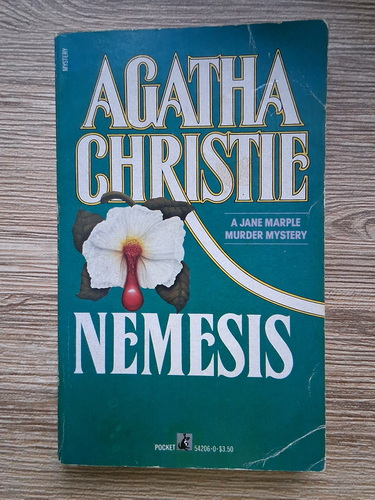 MYSTERY
AGATHA
CHRISTIE
A JANE MARPLE
MURDER MYSTERY
NEMESIS
POCKET 54206-0-$3.50